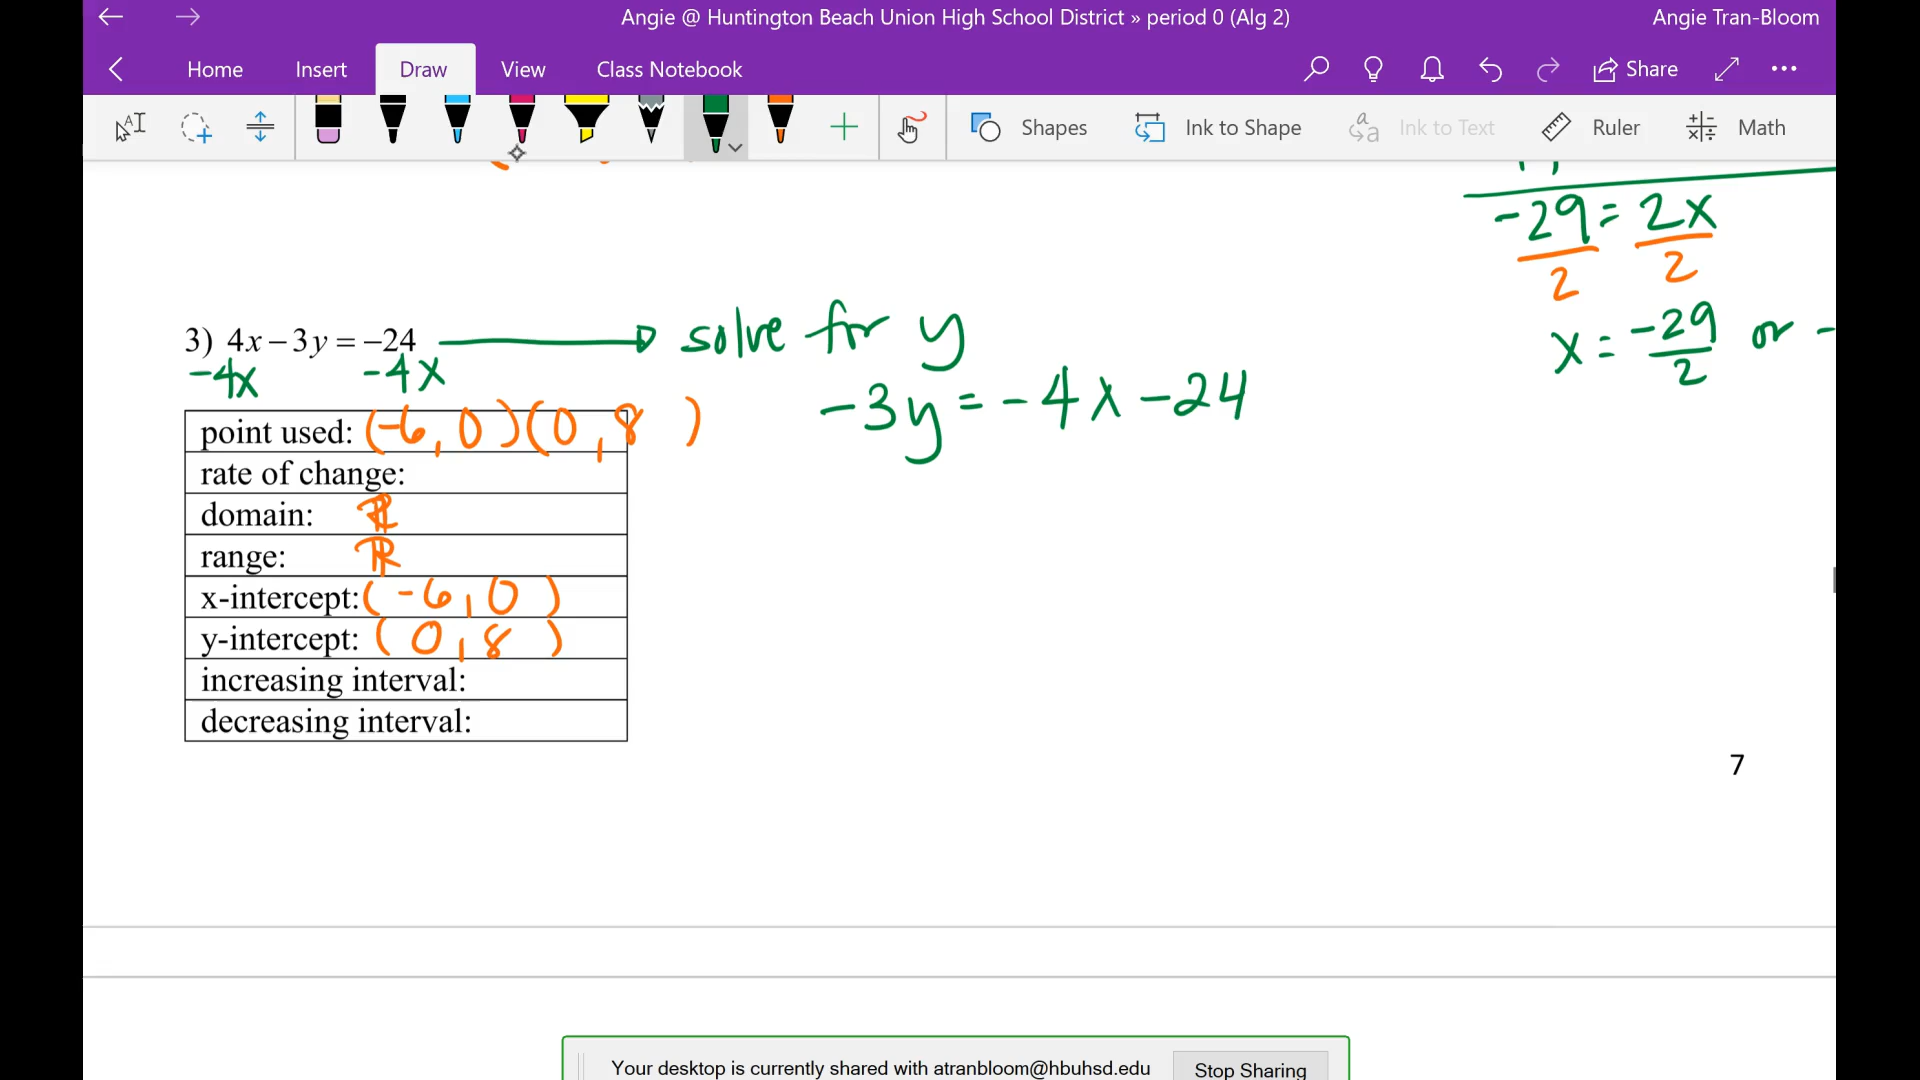 Angie @ Huntington Beach Union High School District » period 0 (Alg 2)
Angie Tran-Bloom
Home
Insert
Draw
View
Class Notebook
Share
Shapes
Ink to Shape
Ink to Text
Ruler
Math
-29 = 2x
2 2
x = -29/2 or -
3) 4x − 3y = −24 solve for y
-4x -4x
-3y = -4x -24
point used: (-6, 0) (0, 8 )
rate of change:
domain: ℝ
range: ℝ
x-intercept: ( -6, 0 )
y-intercept: ( 0, 8 )
increasing interval:
decreasing interval:
7
Your desktop is currently shared with atranbloom@hbuhsd.edu
Stop Sharing